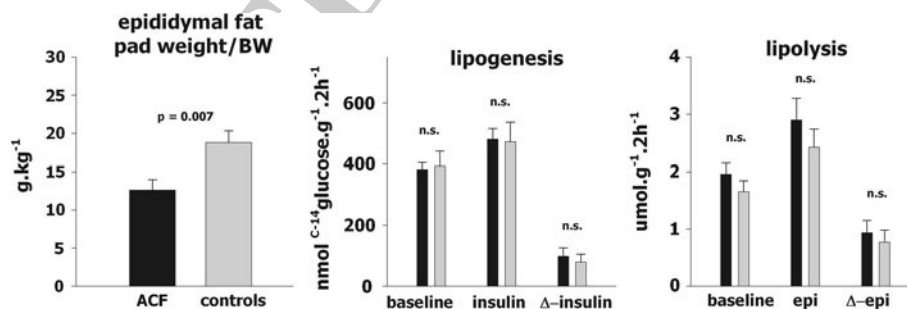 epididymal fat
pad weight/BW
30
25
20
15
10
5
0
g.kg-1
p = 0.007
ACF controls
lipogenesis
600
400
200
0
nmol C-14glucose.g-1.2h-1
n.s.
n.s.
n.s.
baseline insulin Δ–insulin
lipolysis
4
3
2
1
0
umol.g-1.2h-1
n.s.
n.s.
n.s.
baseline epi Δ–epi